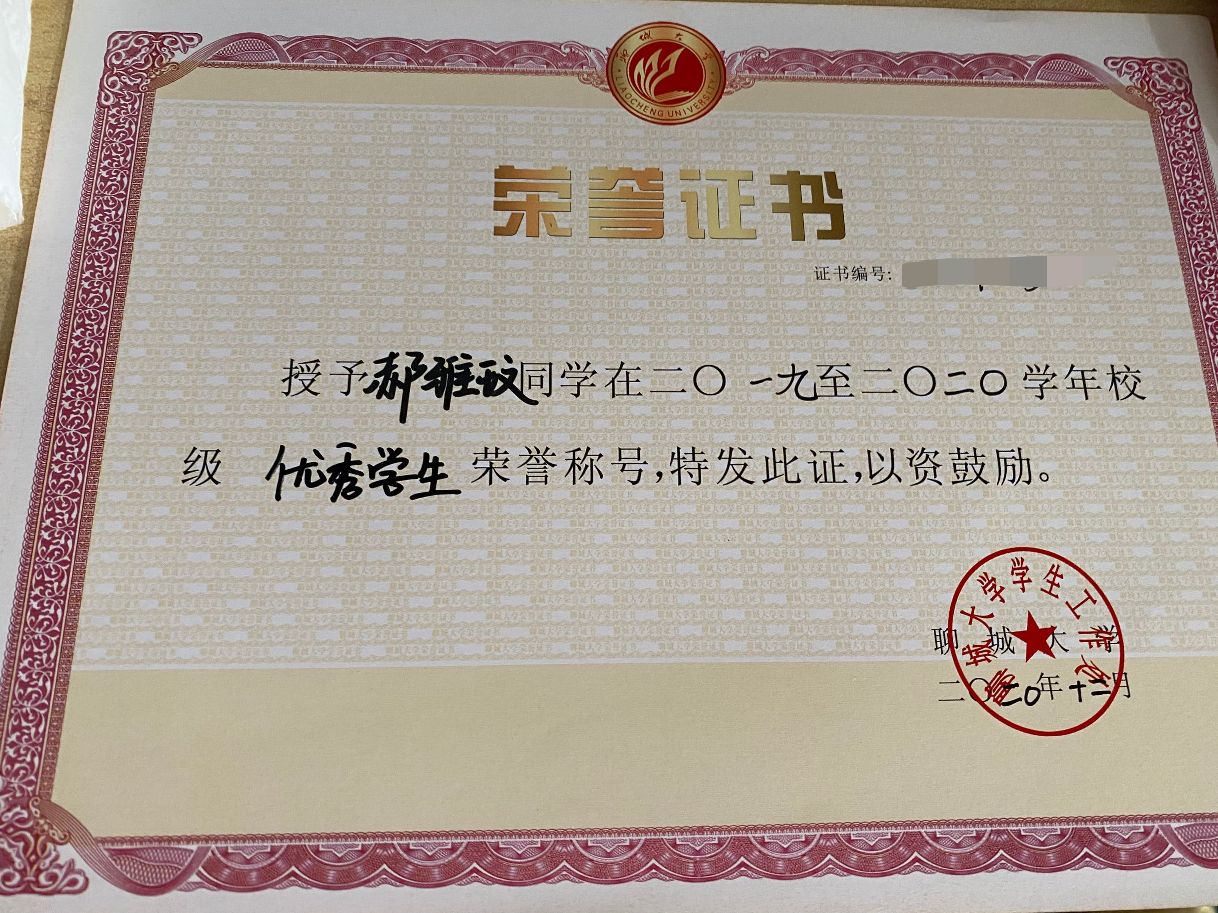 聊城大学
LIAOCHENG UNIVERSITY
荣誉证书
证书编号:
授予郝雅玟同学在二〇一九至二〇二〇学年校
级 优秀学生 荣誉称号,特发此证,以资鼓励。
聊城大学学生工作处
聊城大学
二〇二〇年十二月